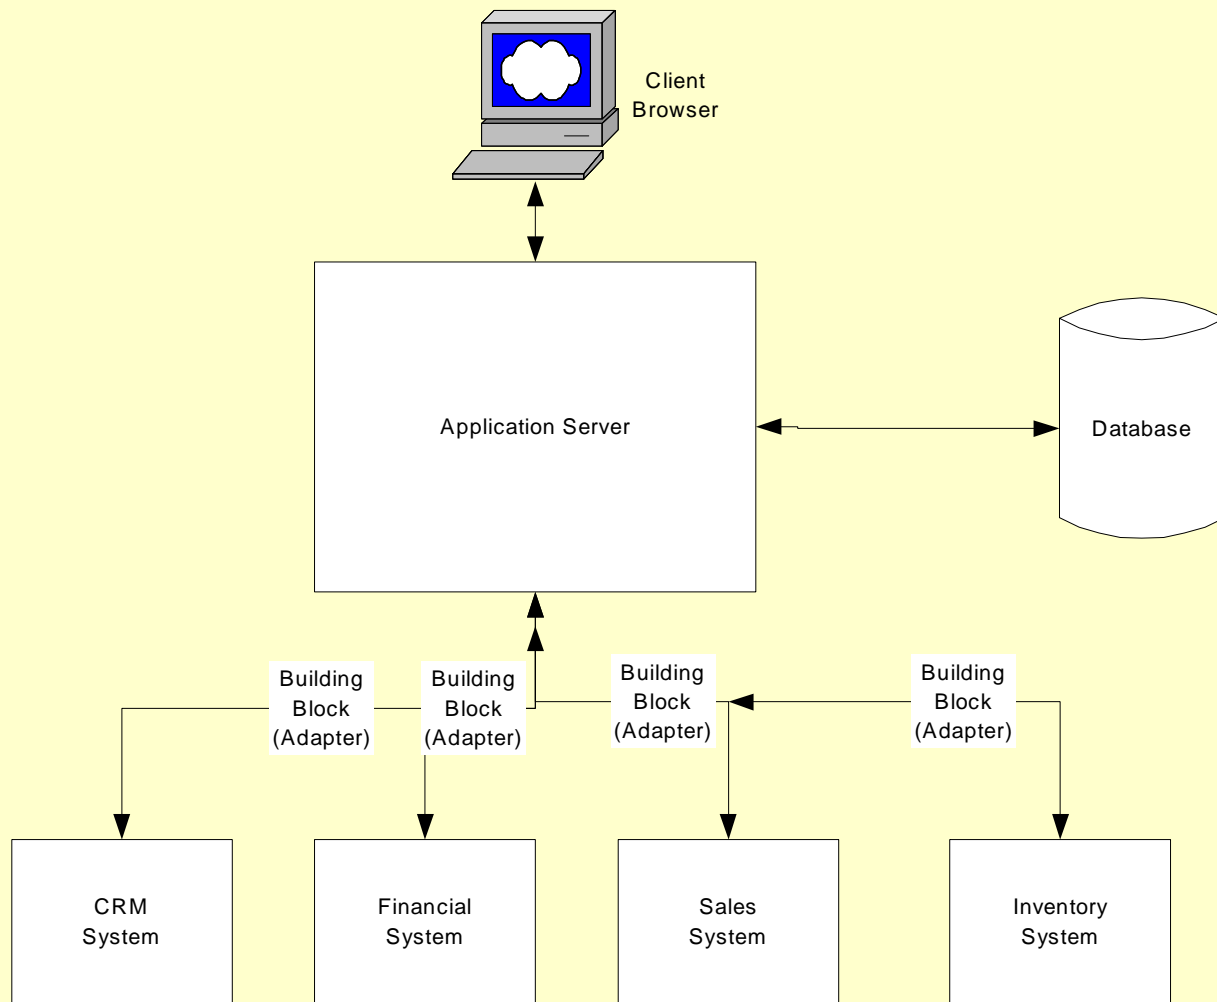 Client
Browser
Application Server
Database
Building
Block
(Adapter)
Building
Block
(Adapter)
Building
Block
(Adapter)
Building
Block
(Adapter)
CRM
System
Financial
System
Sales
System
Inventory
System